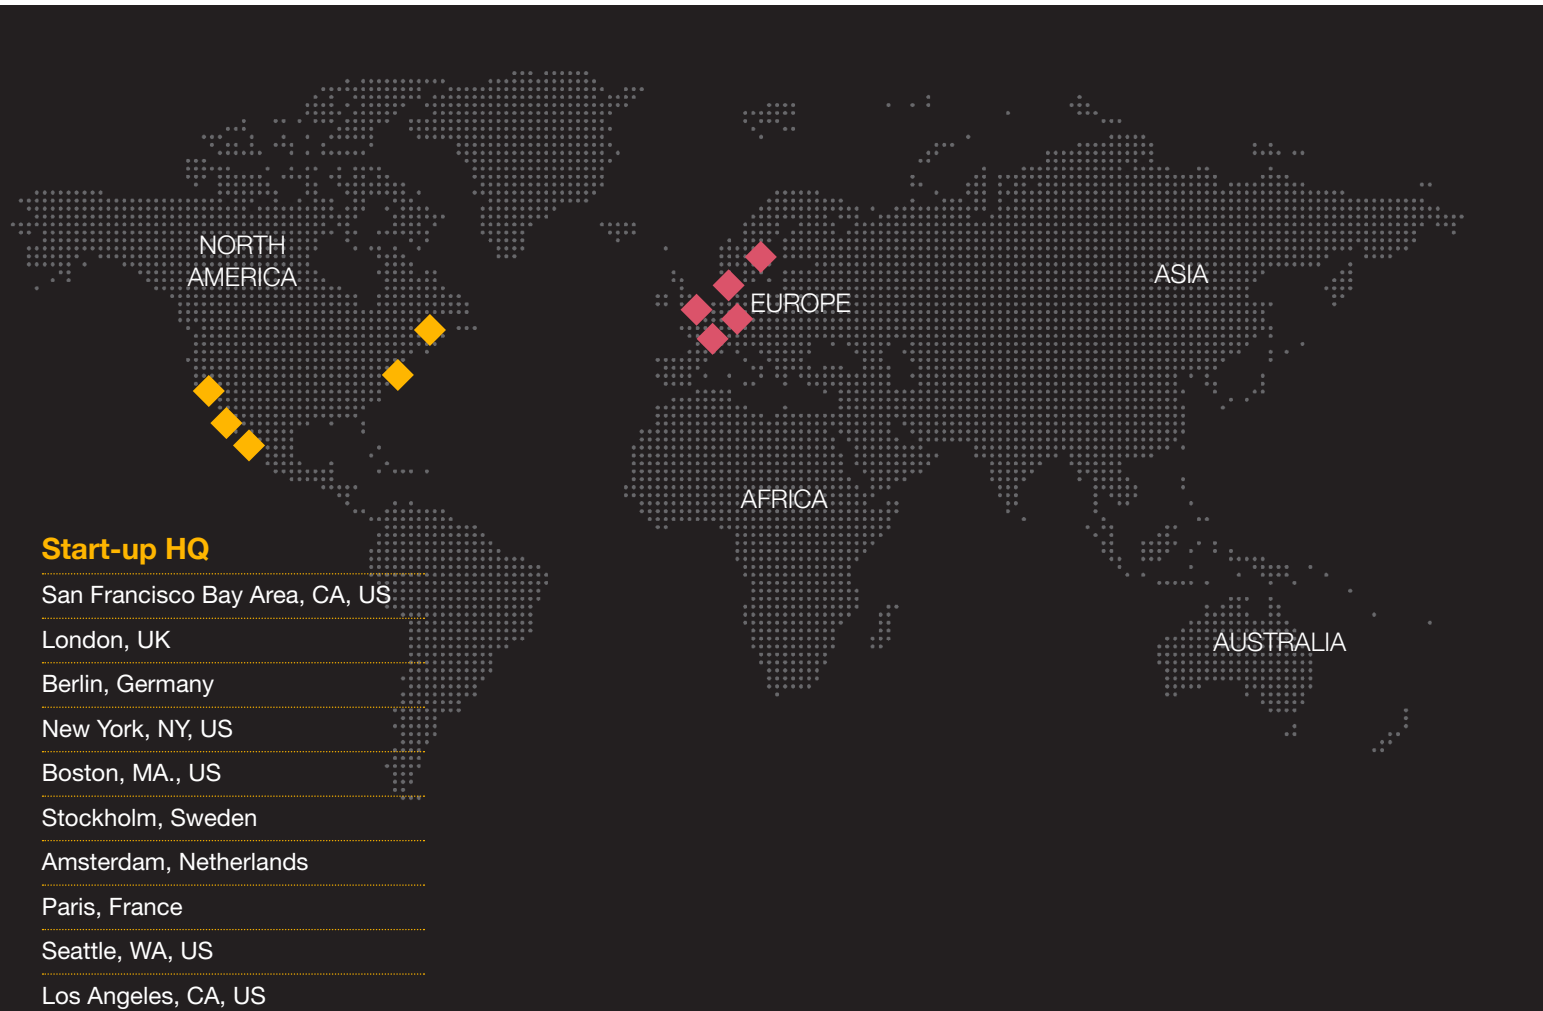 NORTH
AMERICA
EUROPE
ASIA
AFRICA
AUSTRALIA
Start-up HQ
San Francisco Bay Area, CA, US
London, UK
Berlin, Germany
New York, NY, US
Boston, MA., US
Stockholm, Sweden
Amsterdam, Netherlands
Paris, France
Seattle, WA, US
Los Angeles, CA, US